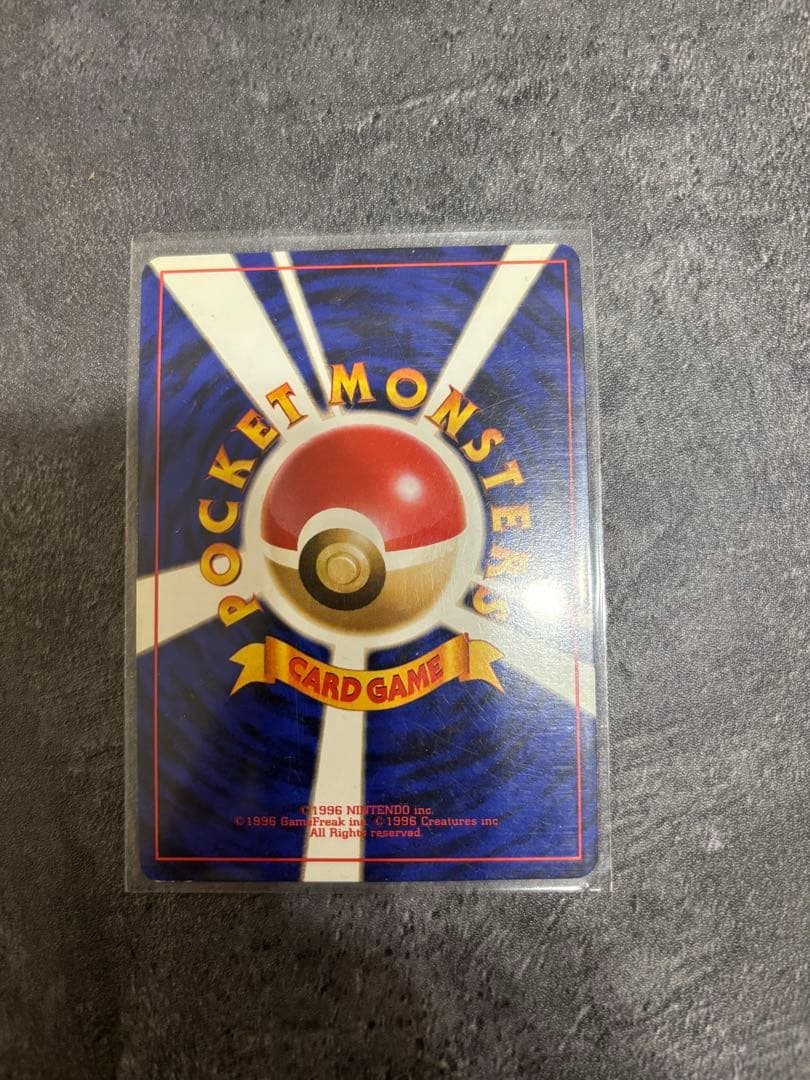 POCKET MONSTERS
CARD GAME
©1996 NINTENDO inc.
©1996 GameFreak inc. ©1996 Creatures inc.
All Rights reserved.